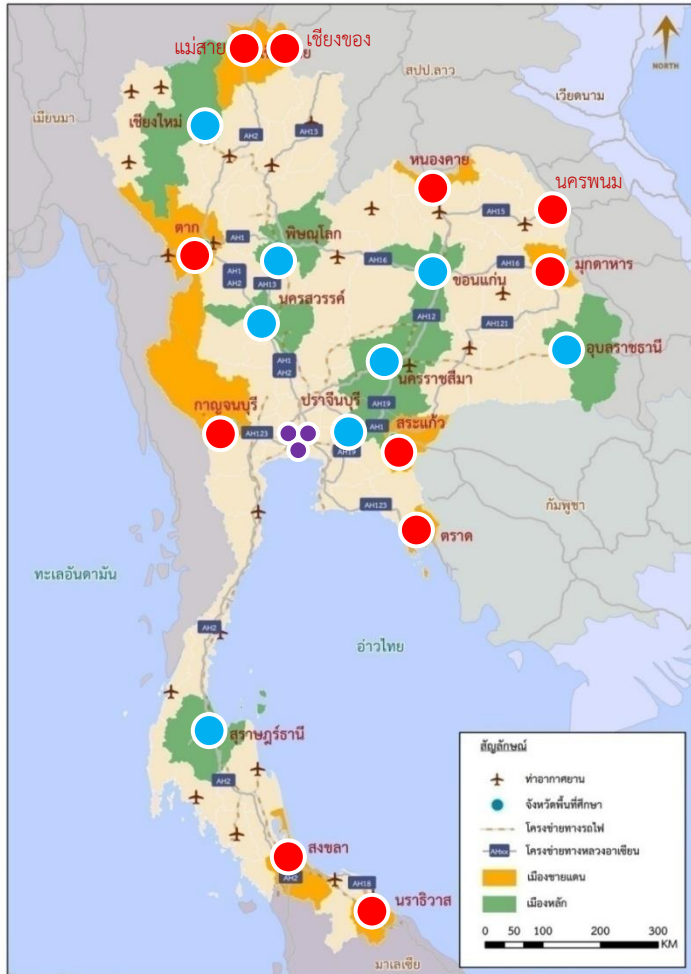 แม่สาย
เชียงของ
NORTH
สปป.ลาว
เวียดนาม
เมียนมา
เชียงใหม่
AH2
AH13
หนองคาย
นครพนม
AH15
ตาก
AH1
พิษณุโลก
AH16
ขอนแก่น
AH16
มุกดาหาร
AH1
AH2
AH13
นครสวรรค์
AH12
AH121
อุบลราชธานี
AH1
AH2
นครราชสีมา
กาญจนบุรี
ปราจีนบุรี
AH19
AH1
สระแก้ว
AH123
AH19
AH123
กัมพูชา
ตราด
ทะเลอันดามัน
AH2
อ่าวไทย
สุราษฎร์ธานี
AH2
สงขลา
AH2
AH18
นราธิวาส
มาเลเซีย
สัญลักษณ์
ท่าอากาศยาน
จังหวัดพื้นที่ศึกษา
โครงข่ายทางรถไฟ
AHxx
โครงข่ายทางหลวงอาเซียน
เมืองชายแดน
เมืองหลัก
0 50 100 200 300
KM